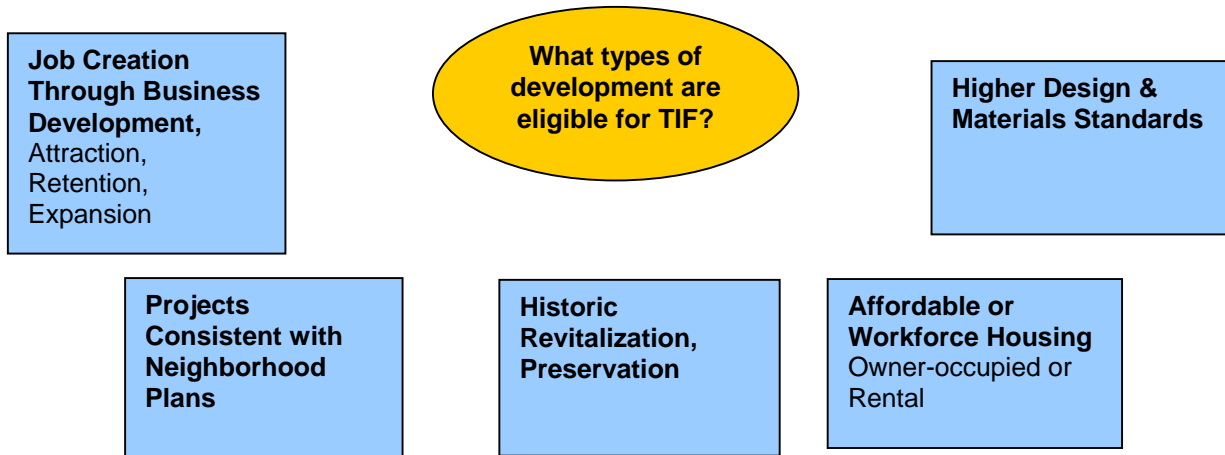 What types of
development are
eligible for TIF?
Job Creation
Through Business
Development,
Attraction,
Retention,
Expansion
Higher Design &
Materials Standards
Projects
Consistent with
Neighborhood
Plans
Historic
Revitalization,
Preservation
Affordable or
Workforce Housing
Owner-occupied or
Rental